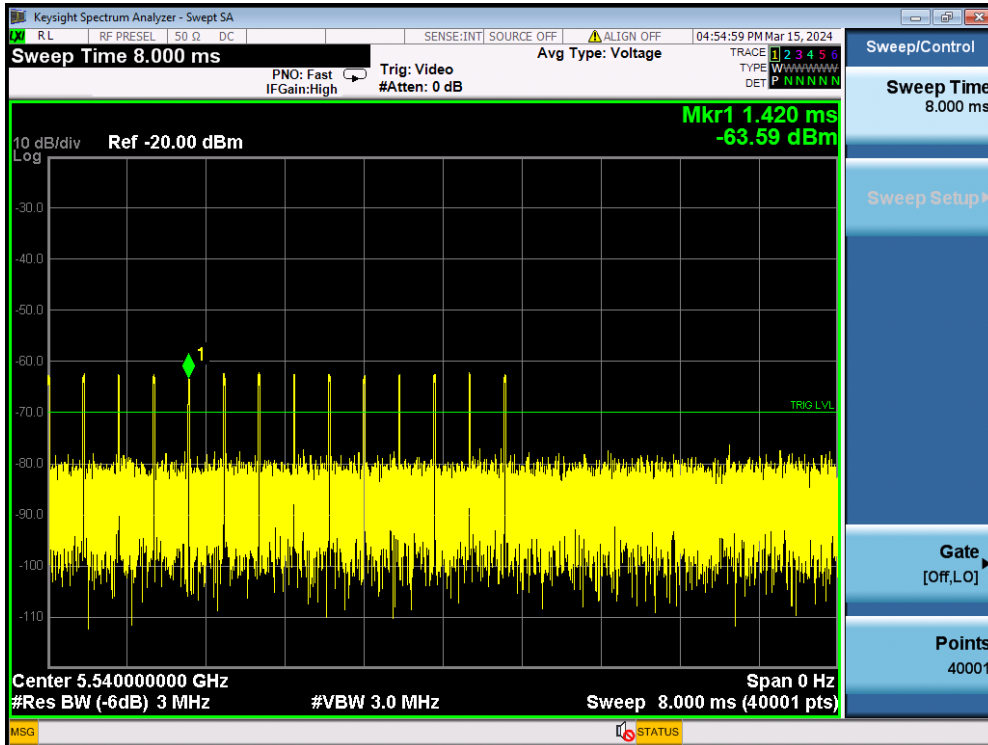 Keysight Spectrum Analyzer - Swept SA
LXI RL RF PRESEL 50 Ω DC SENSE:INT SOURCE OFF ALIGN OFF 04:54:59 PM Mar 15, 2024
Sweep Time 8.000 ms
PNO: Fast
IFGain:High
Trig: Video
#Atten: 0 dB
Avg Type: Voltage
TRACE 1 2 3 4 5 6
TYPE WWWWWW
DET P N N N N N
Mkr1 1.420 ms
-63.59 dBm
10 dB/div Ref -20.00 dBm
Log
-30.0
-40.0
-50.0
-60.0
1
-70.0
TRIG LVL
-80.0
-90.0
-100
-110
Center 5.540000000 GHz Span 0 Hz
#Res BW (-6dB) 3 MHz #VBW 3.0 MHz Sweep 8.000 ms (40001 pts)
MSG STATUS
Sweep/Control
Sweep Time
8.000 ms
Sweep Setup
Gate
[Off,LO]
Points
40001